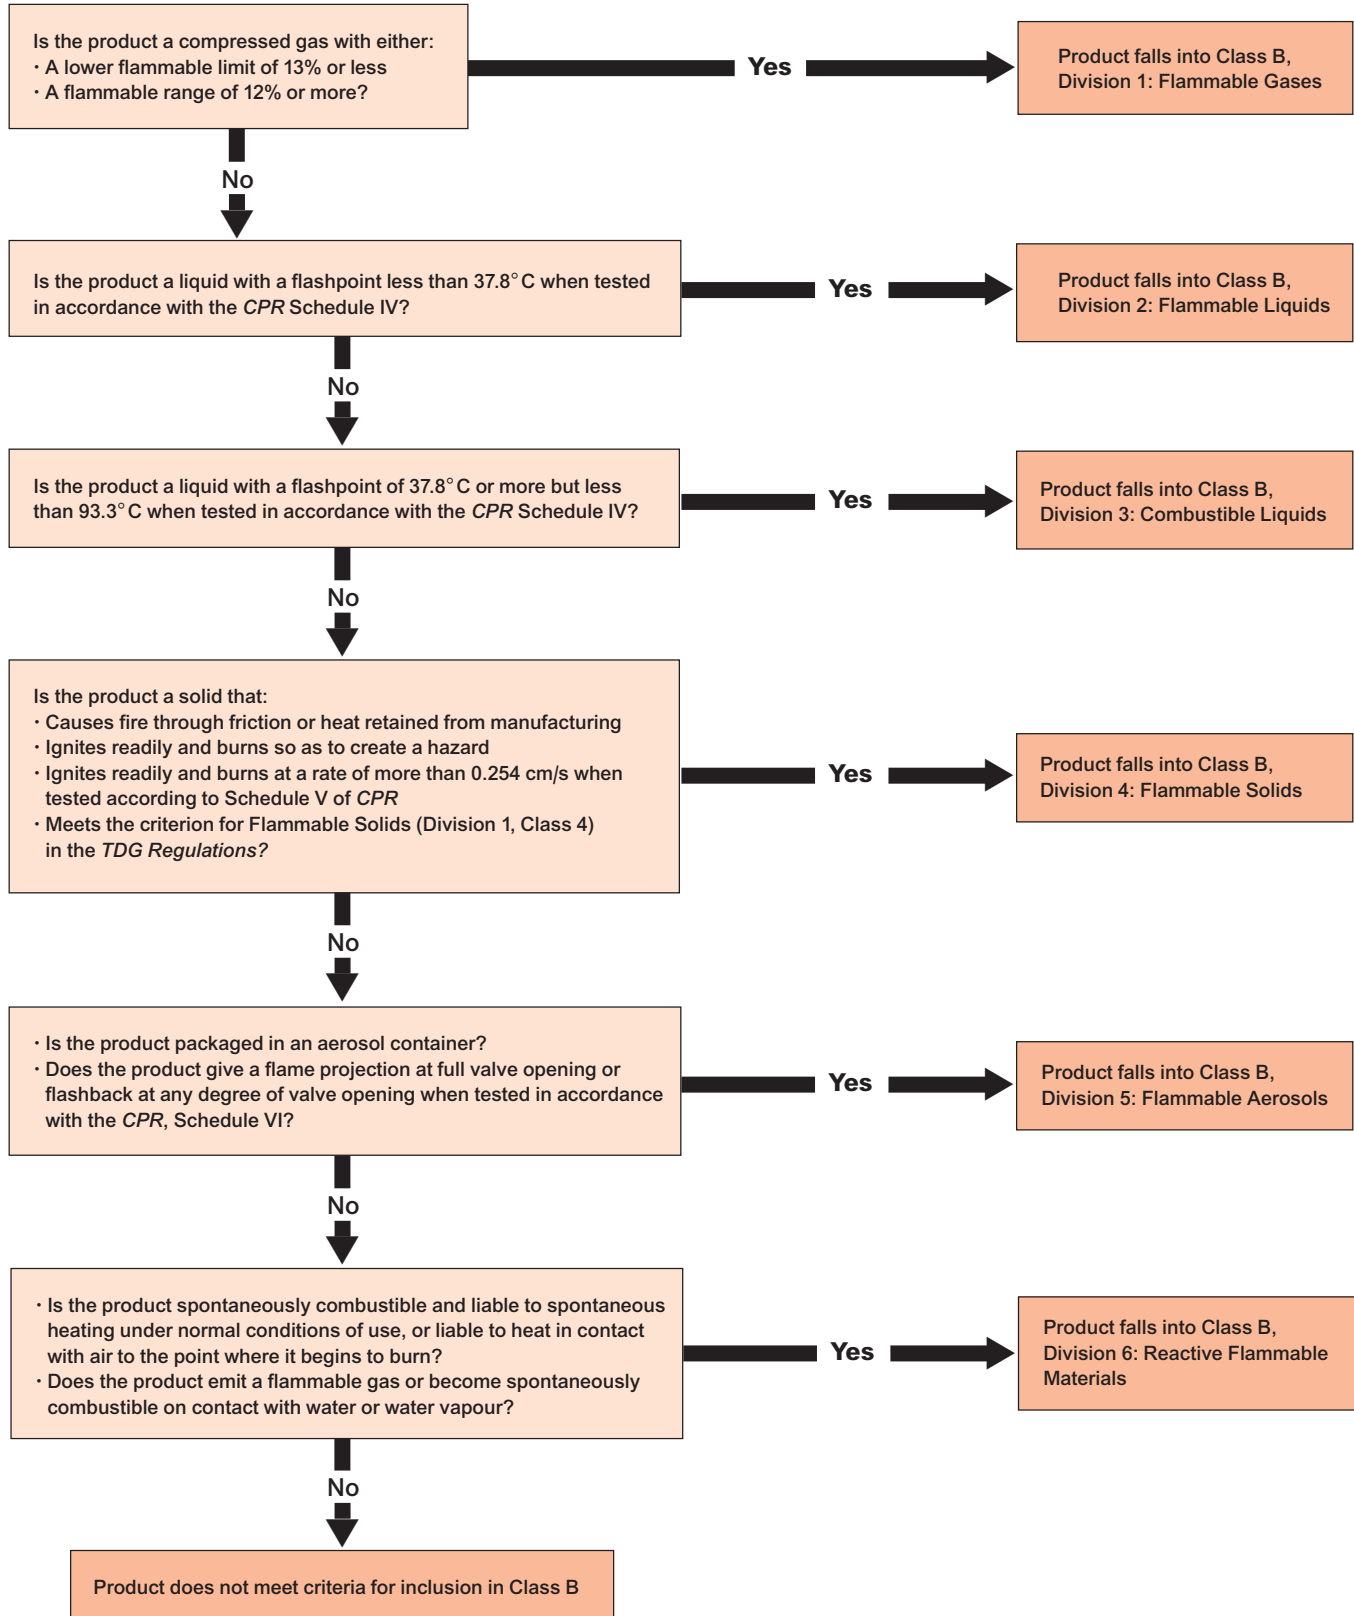 Is the product a compressed gas with either:
· A lower flammable limit of 13% or less
· A flammable range of 12% or more?
Yes
Product falls into Class B,
Division 1: Flammable Gases
No
Is the product a liquid with a flashpoint less than 37.8°C when tested
in accordance with the CPR Schedule IV?
Yes
Product falls into Class B,
Division 2: Flammable Liquids
No
Is the product a liquid with a flashpoint of 37.8°C or more but less
than 93.3°C when tested in accordance with the CPR Schedule IV?
Yes
Product falls into Class B,
Division 3: Combustible Liquids
No
Is the product a solid that:
· Causes fire through friction or heat retained from manufacturing
· Ignites readily and burns so as to create a hazard
· Ignites readily and burns at a rate of more than 0.254 cm/s when
tested according to Schedule V of CPR
· Meets the criterion for Flammable Solids (Division 1, Class 4)
in the TDG Regulations?
Yes
Product falls into Class B,
Division 4: Flammable Solids
No
· Is the product packaged in an aerosol container?
· Does the product give a flame projection at full valve opening or
flashback at any degree of valve opening when tested in accordance
with the CPR, Schedule VI?
Yes
Product falls into Class B,
Division 5: Flammable Aerosols
No
· Is the product spontaneously combustible and liable to spontaneous
heating under normal conditions of use, or liable to heat in contact
with air to the point where it begins to burn?
· Does the product emit a flammable gas or become spontaneously
combustible on contact with water or water vapour?
Yes
Product falls into Class B,
Division 6: Reactive Flammable
Materials
No
Product does not meet criteria for inclusion in Class B